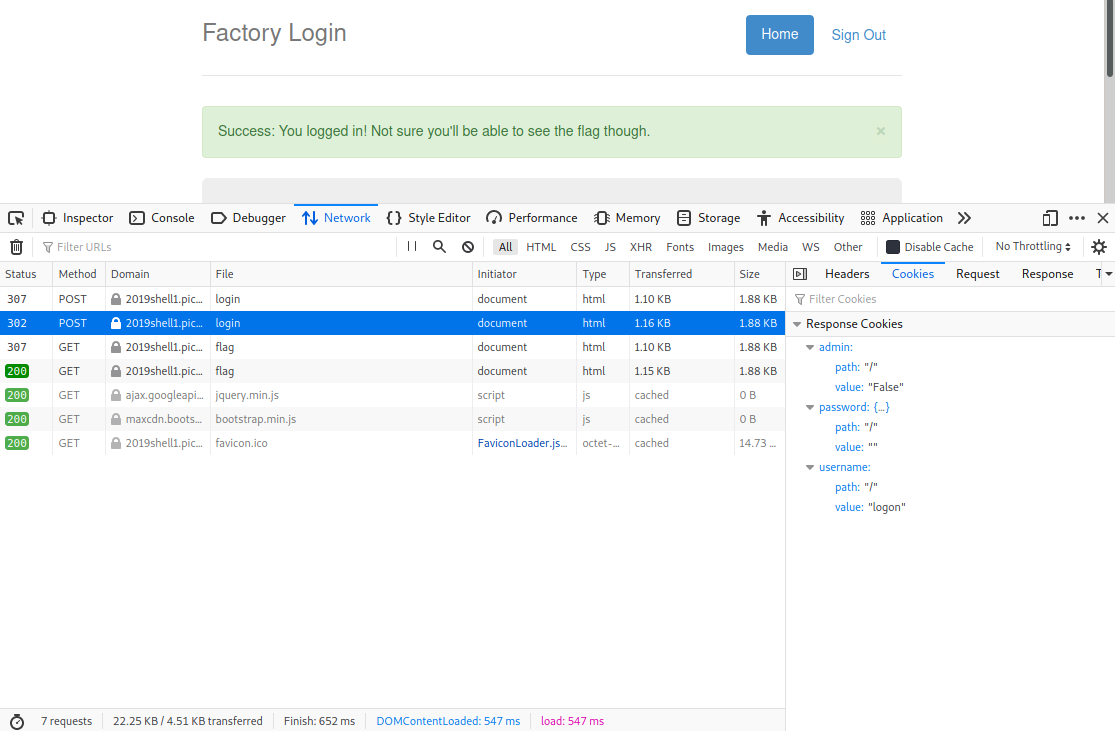 Factory Login Home Sign Out
Success: You logged in! Not sure you'll be able to see the flag though. ×
Inspector Console Debugger Network Style Editor Performance Memory Storage Accessibility Application
Filter URLs All HTML CSS JS XHR Fonts Images Media WS Other Disable Cache No Throttling
Status Method Domain File Initiator Type Transferred Size Headers Cookies Request Response T
307 POST 2019shell1.pic... login document html 1.10 KB 1.88 KB Filter Cookies
302 POST 2019shell1.pic... login document html 1.16 KB 1.88 KB Response Cookies
307 GET 2019shell1.pic... flag document html 1.10 KB 1.88 KB admin:
path: "/"
200 GET 2019shell1.pic... flag document html 1.15 KB 1.88 KB
value: "False"
200 GET ajax.googleapi... jquery.min.js script js cached 0 B
password: {...}
200 GET maxcdn.boots... bootstrap.min.js script js cached 0 B
path: "/"
200 GET 2019shell1.pic... favicon.ico FaviconLoader.js... octet-... cached 14.73 ...
value: ""
username:
path: "/"
value: "logon"
7 requests 22.25 KB / 4.51 KB transferred Finish: 652 ms DOMContentLoaded: 547 ms load: 547 ms